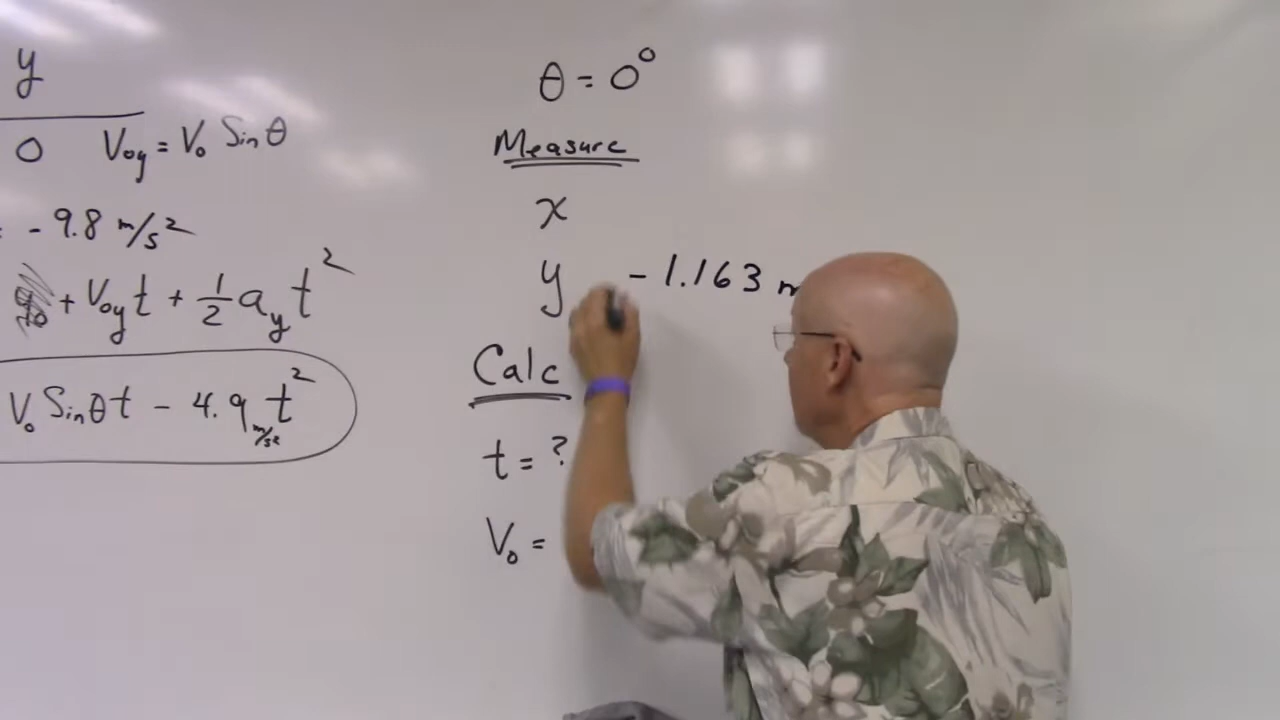 y
0 Voy = Vo Sin θ
= - 9.8 m/s²
+ Voy t + 1/2 ay t²
Vo Sin θ t - 4.9 m/s² t²
θ = 0°
Measure
x
y - 1.163 m
Calc
t = ?
Vo =